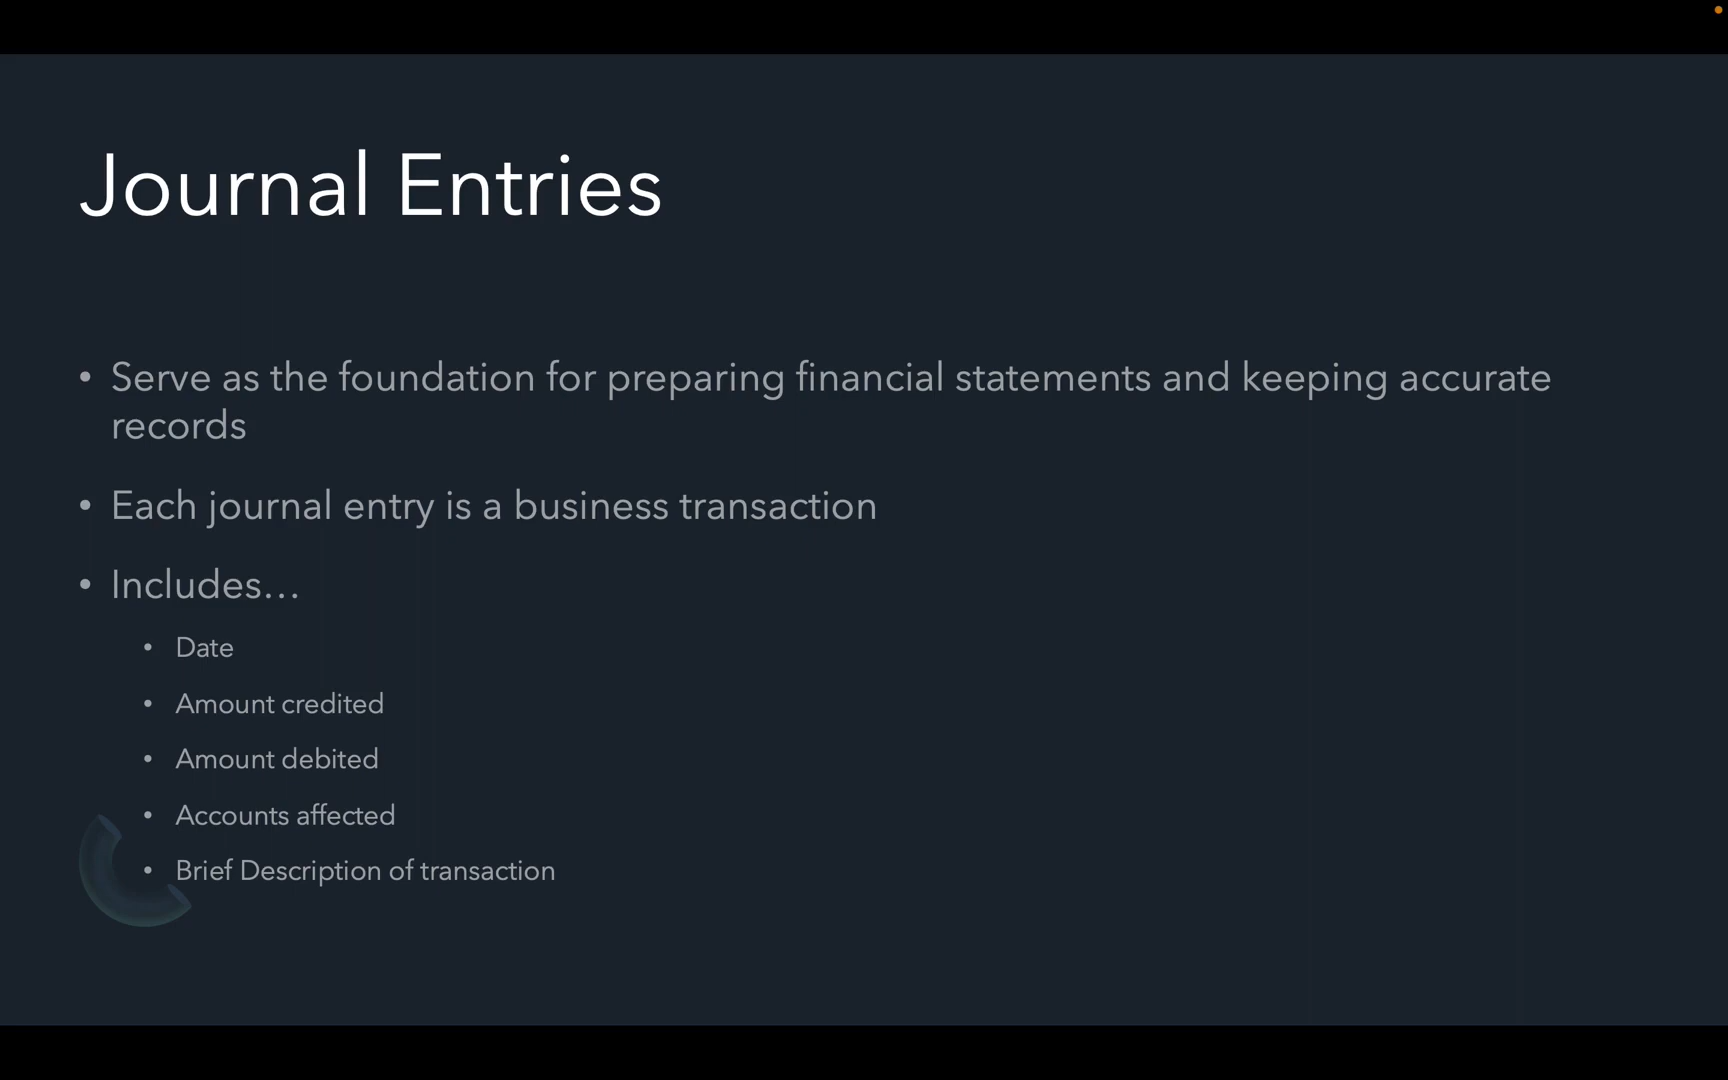 Journal Entries
• Serve as the foundation for preparing financial statements and keeping accurate
records
• Each journal entry is a business transaction
• Includes…
• Date
• Amount credited
• Amount debited
• Accounts affected
• Brief Description of transaction